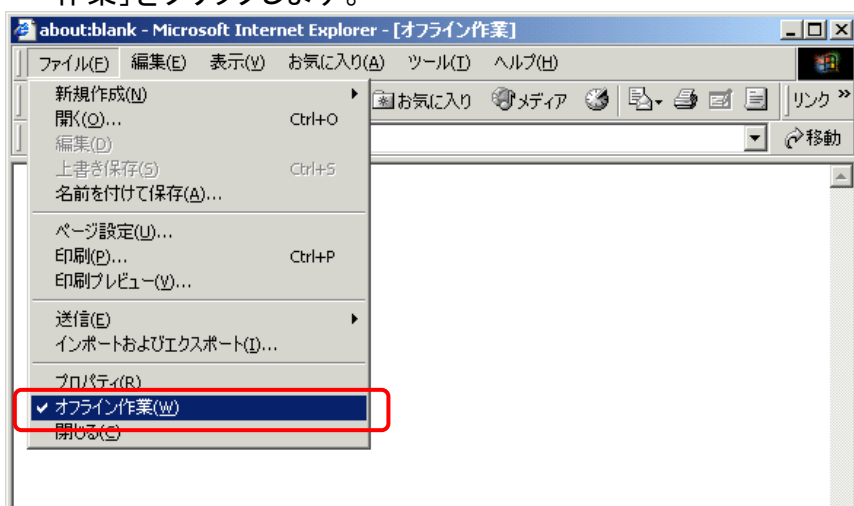 作業]をクリックします。
about:blank - Microsoft Internet Explorer - [オフライン作業]
ファイル(F) 編集(E) 表示(V) お気に入り(A) ツール(T) ヘルプ(H)
新規作成(N)
お気に入り メディア リンク »
開く(O)... Ctrl+O
編集(D) 移動
上書き保存(S) Ctrl+S
名前を付けて保存(A)...
ページ設定(U)...
印刷(P)... Ctrl+P
印刷プレビュー(V)...
送信(E)
インポートおよびエクスポート(I)...
プロパティ(R)
オフライン作業(W)
閉じる(C)